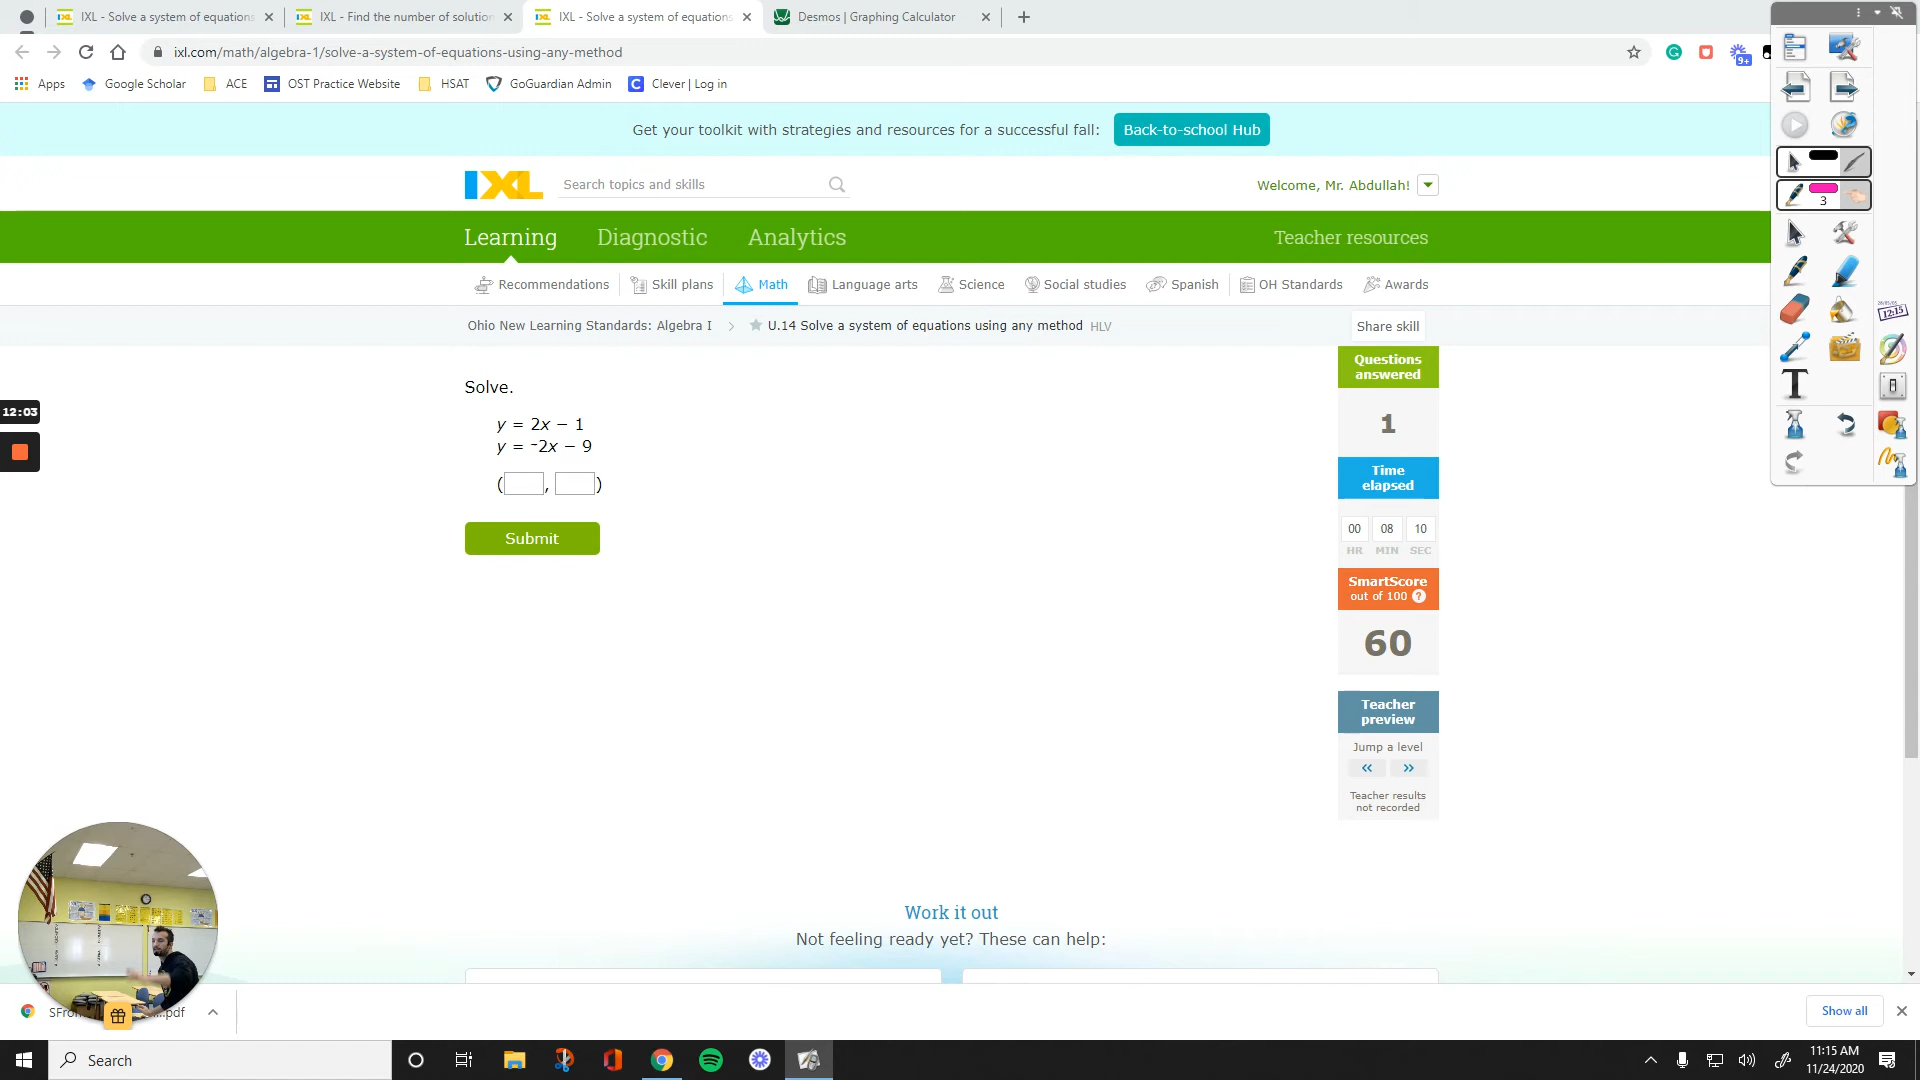 IXL - Solve a system of equations
IXL - Find the number of solution
IXL - Solve a system of equations
Desmos | Graphing Calculator
ixl.com/math/algebra-1/solve-a-system-of-equations-using-any-method
9+
Apps
Google Scholar
ACE
OST Practice Website
HSAT
GoGuardian Admin
Clever | Log in
Get your toolkit with strategies and resources for a successful fall:
Back-to-school Hub
IXL
Search topics and skills
Welcome, Mr. Abdullah!
3
Learning
Diagnostic
Analytics
Teacher resources
Recommendations
Skill plans
Math
Language arts
Science
Social studies
Spanish
OH Standards
Awards
12:15
Ohio New Learning Standards: Algebra I
U.14 Solve a system of equations using any method HLV
Share skill
Questions
answered
1
Solve.
y = 2x − 1
y = ⁻2x − 9
( , )
Submit
12:03
Time
elapsed
00 08 10
HR MIN SEC
SmartScore
out of 100 ?
60
Teacher
preview
Jump a level
Teacher results
not recorded
Work it out
Not feeling ready yet? These can help:
Show all
Search
11:15 AM
11/24/2020